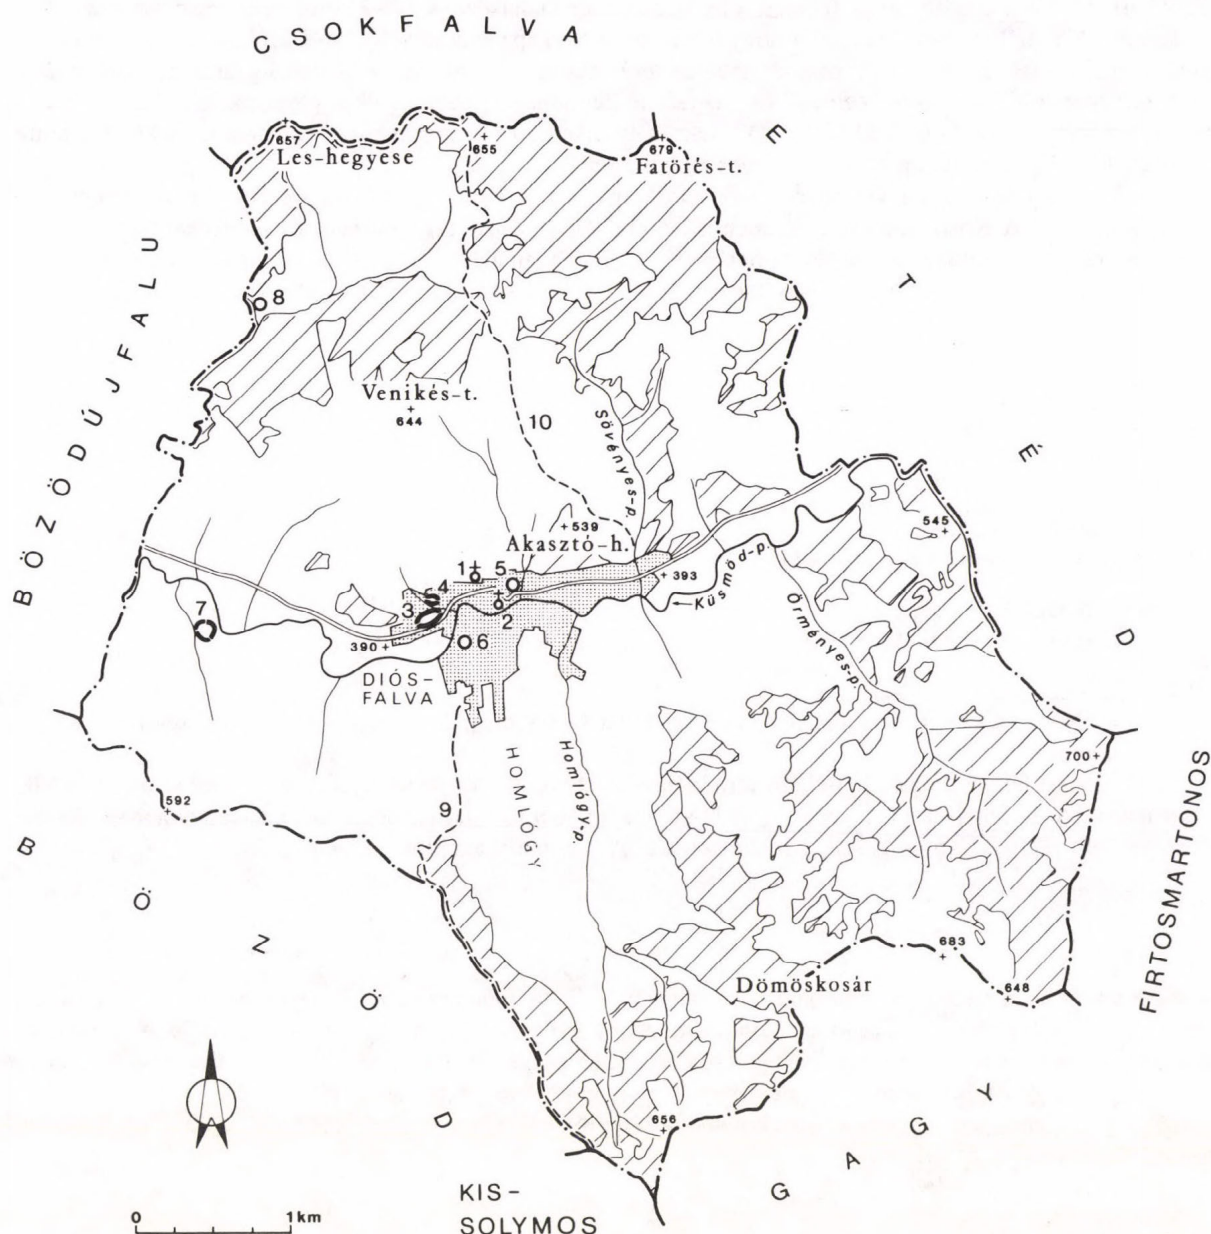 CSOKFALVA
657
Les-hegyese
655
679
Fatörés-t.
ETÉD
BÖZÖDÚJFALU
8
Venikés-t.
644
10
Sövényes-p.
539
Akasztó-h.
545
1
5
4
3
2
393
Küsmöd-p.
7
6
390
DIÓS-
FALVA
Örményes-p.
HOMLÓGY
Homlógy-p.
700
592
9
BÖZÖD
FIRTOSMARTONOS
683
Dömöskosár
648
656
GAGY
KIS-
SOLYMOS
0 1km